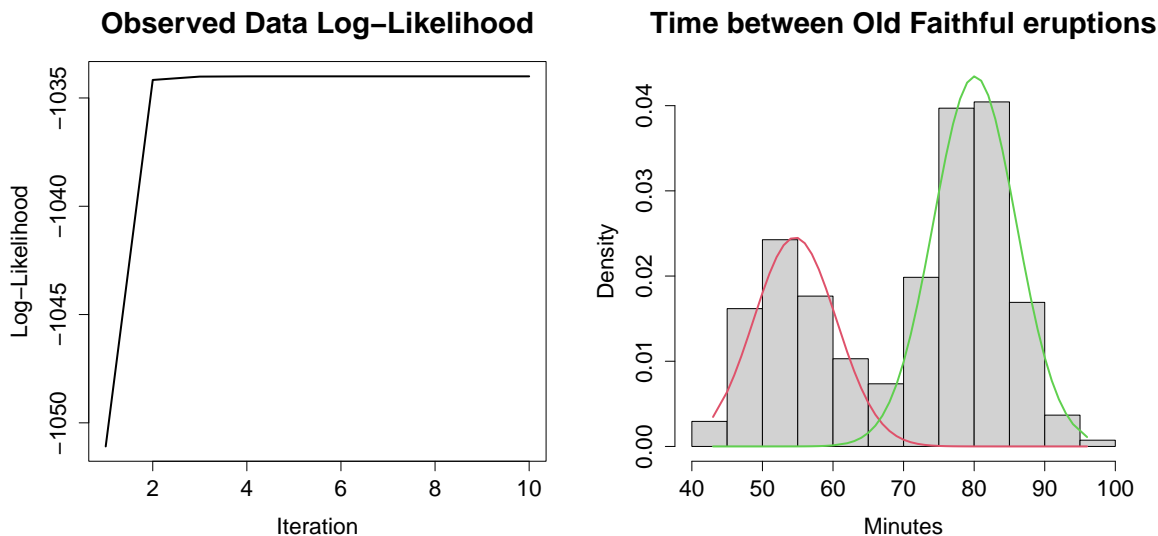 Observed Data Log−Likelihood
Log−Likelihood
−1035
−1040
−1045
−1050
2 4 6 8 10
Iteration
Time between Old Faithful eruptions
Density
0.04
0.03
0.02
0.01
0.00
40 50 60 70 80 90 100
Minutes